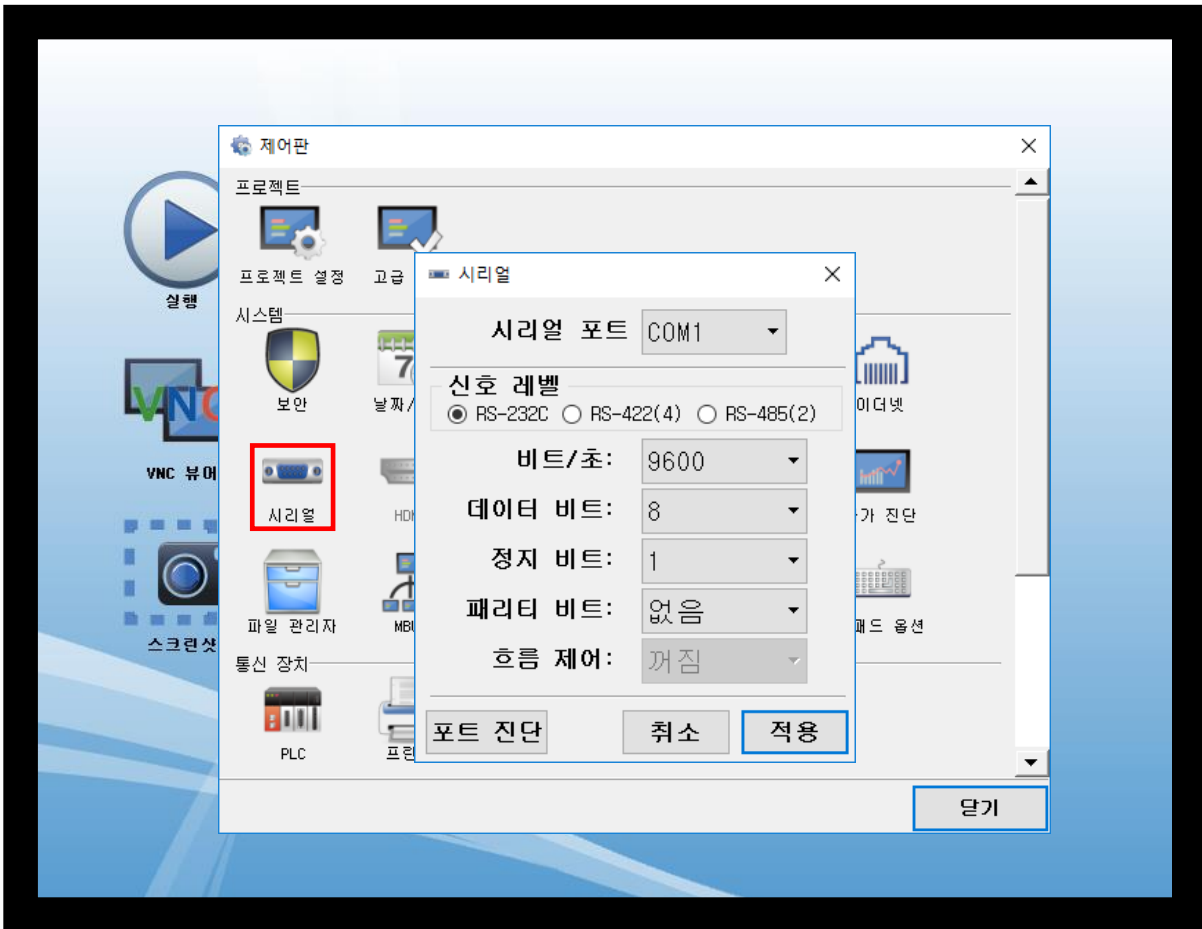 제어판
프로젝트
프로젝트 설정
고급
실행
시스템
보안
날짜/
이더넷
VNC
VNC 뷰어
시리얼
가 진단
스크린샷
파일 관리자
패드 옵션
통신 장치
PLC
프린
시리얼
시리얼 포트 COM1
신호 레벨
RS-232C RS-422(4) RS-485(2)
비트/초: 9600
데이터 비트: 8
정지 비트: 1
패리티 비트: 없음
흐름 제어: 꺼짐
포트 진단 취소 적용
닫기